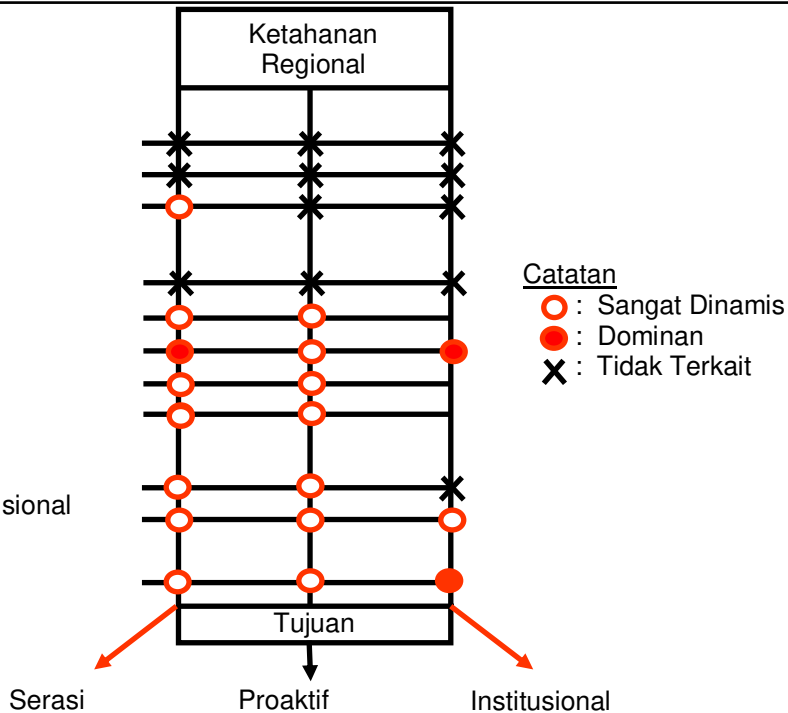 Ketahanan
Regional
Catatan
: Sangat Dinamis
: Dominan
: Tidak Terkait
sional
Tujuan
Serasi
Proaktif
Institusional